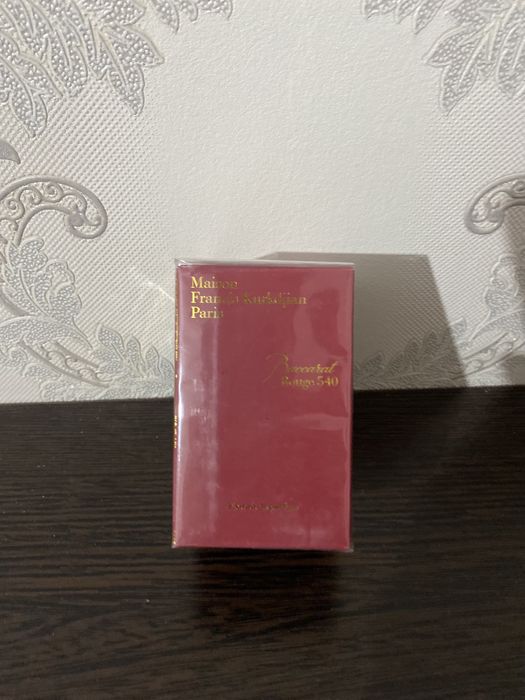 Maison
Francis Kurkdjian
Paris
Baccarat
Rouge 540